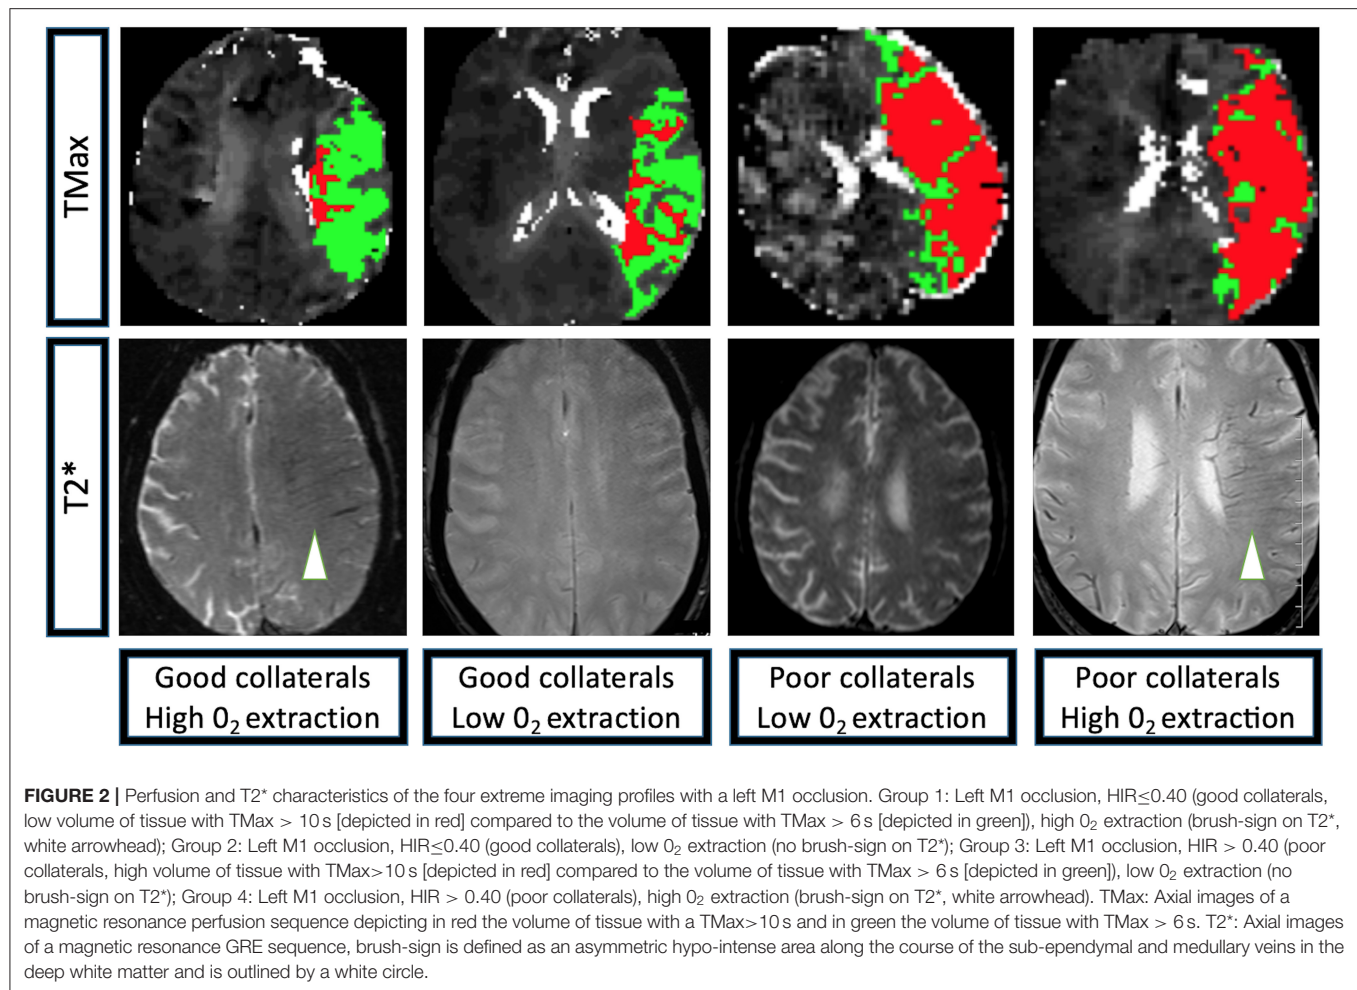 TMax
T2*
Good collaterals
High 0₂ extraction
Good collaterals
Low 0₂ extraction
Poor collaterals
Low 0₂ extraction
Poor collaterals
High 0₂ extraction
FIGURE 2 | Perfusion and T2* characteristics of the four extreme imaging profiles with a left M1 occlusion. Group 1: Left M1 occlusion, HIR≤0.40 (good collaterals,
low volume of tissue with TMax > 10 s [depicted in red] compared to the volume of tissue with TMax > 6 s [depicted in green]), high 0₂ extraction (brush-sign on T2*,
white arrowhead); Group 2: Left M1 occlusion, HIR≤0.40 (good collaterals), low 0₂ extraction (no brush-sign on T2*); Group 3: Left M1 occlusion, HIR > 0.40 (poor
collaterals, high volume of tissue with TMax>10 s [depicted in red] compared to the volume of tissue with TMax > 6 s [depicted in green]), low 0₂ extraction (no
brush-sign on T2*); Group 4: Left M1 occlusion, HIR > 0.40 (poor collaterals), high 0₂ extraction (brush-sign on T2*, white arrowhead). TMax: Axial images of a
magnetic resonance perfusion sequence depicting in red the volume of tissue with a TMax>10 s and in green the volume of tissue with TMax > 6 s. T2*: Axial images
of a magnetic resonance GRE sequence, brush-sign is defined as an asymmetric hypo-intense area along the course of the sub-ependymal and medullary veins in the
deep white matter and is outlined by a white circle.